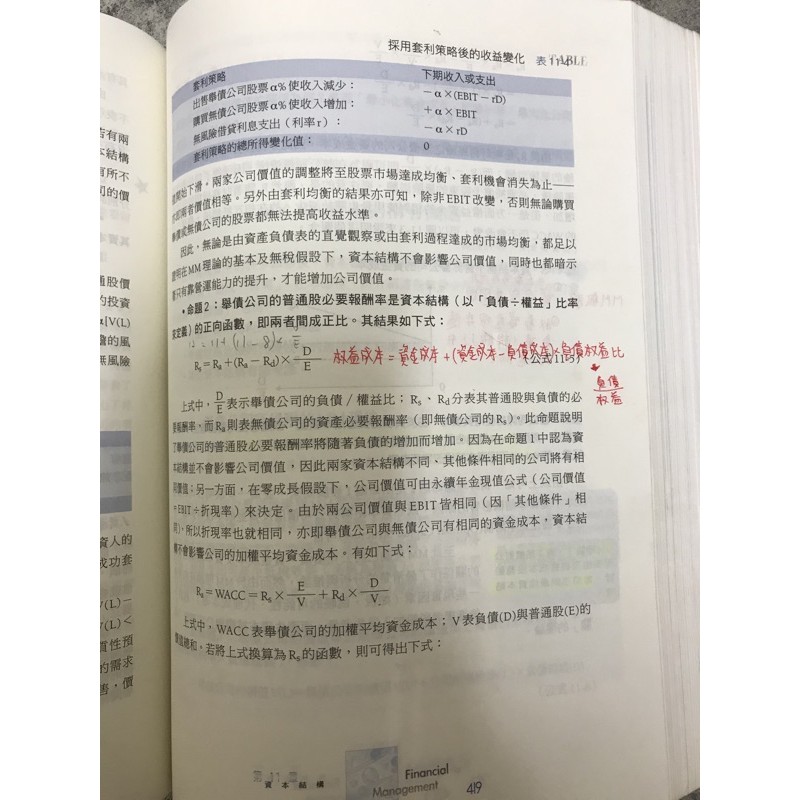 採用套利策略後的收益變化 表11-3 TABLE
套利策略 下期收入或支出
出售舉債公司股票α%使收入減少： －α×(EBIT－rD)
購買無債公司股票α%使收入增加： ＋α×EBIT
無風險借貸利息支出（利率r）： －α×rD
套利策略的總所得變化值： 0
開始下滑。兩家公司價值的調整將至股票市場達成均衡、套利機會消失為止——
亦即兩者價值相等。另外由套利均衡的結果亦可知，除非EBIT改變，否則無論購買
舉債或無債公司的股票都無法提高收益水準。
因此，無論是由資產負債表的直覺觀察或由套利過程達成的市場均衡，都足以
證明在MM理論的基本及無稅假設下，資本結構不會影響公司價值，同時也都暗示
著只有靠營運能力的提升，才能增加公司價值。
•命題2：舉債公司的普通股必要報酬率是資本結構（以「負債÷權益」比率
來定義）的正向函數，即兩者間成正比。其結果如下式：
Rs＝Ra＋(Ra－Rd)×D/E 權益成本＝資金成本＋(資金成本－負債成本)×負債權益比
(公式11-5)
負債
權益
上式中，D/E表示舉債公司的負債/權益比；Rs、Rd分表其普通股與負債的必
要報酬率，而Ra則表無債公司的資產必要報酬率（即無債公司的Rs）。此命題說明
了舉債公司的普通股必要報酬率將隨著負債的增加而增加。因為在命題1中認為資
本結構並不會影響公司價值，因此兩家資本結構不同、其他條件相同的公司將有相
同價值；另一方面，在零成長假設下，公司價值可由永續年金現值公式（公司價值
＝EBIT÷折現率）來決定。由於兩公司價值與EBIT皆相同（因「其他條件」相
同），所以折現率也就相同，亦即舉債公司與無債公司有相同的資金成本，資本結
構不會影響公司的加權平均資金成本。有如下式：
Ra＝WACC＝Rs×E/V＋Rd×D/V
上式中，WACC表舉債公司的加權平均資金成本；V表負債(D)與普通股(E)的
價值總和。若將上式換算為Rs的函數，則可得出下式：
第 11 章
資本結構
Financial
Management
419